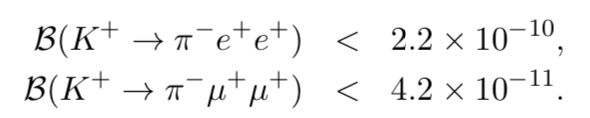 ℬ(K⁺ → π⁻e⁺e⁺) < 2.2 × 10⁻¹⁰,
ℬ(K⁺ → π⁻μ⁺μ⁺) < 4.2 × 10⁻¹¹.